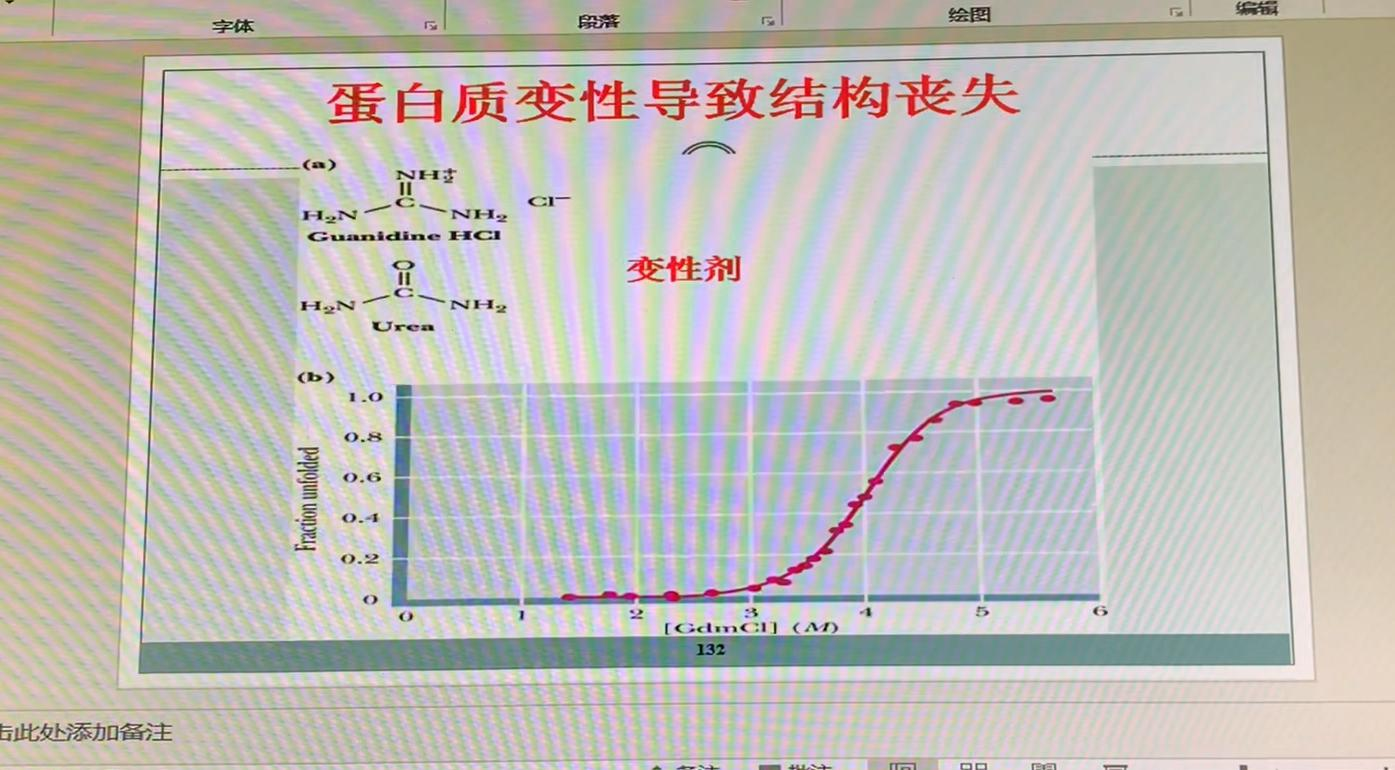 字体 段落 绘图 编辑
蛋白质变性导致结构丧失
(a)
NH₂⁺
C
H₂N NH₂ Cl⁻
Guanidine HCl
变性剂
O
C
H₂N NH₂
Urea
(b)
1.0
0.8
0.6
0.4
0.2
0
Fraction unfolded
0 1 2 3 4 5 6
[GdmCl] (M)
132
击此处添加备注